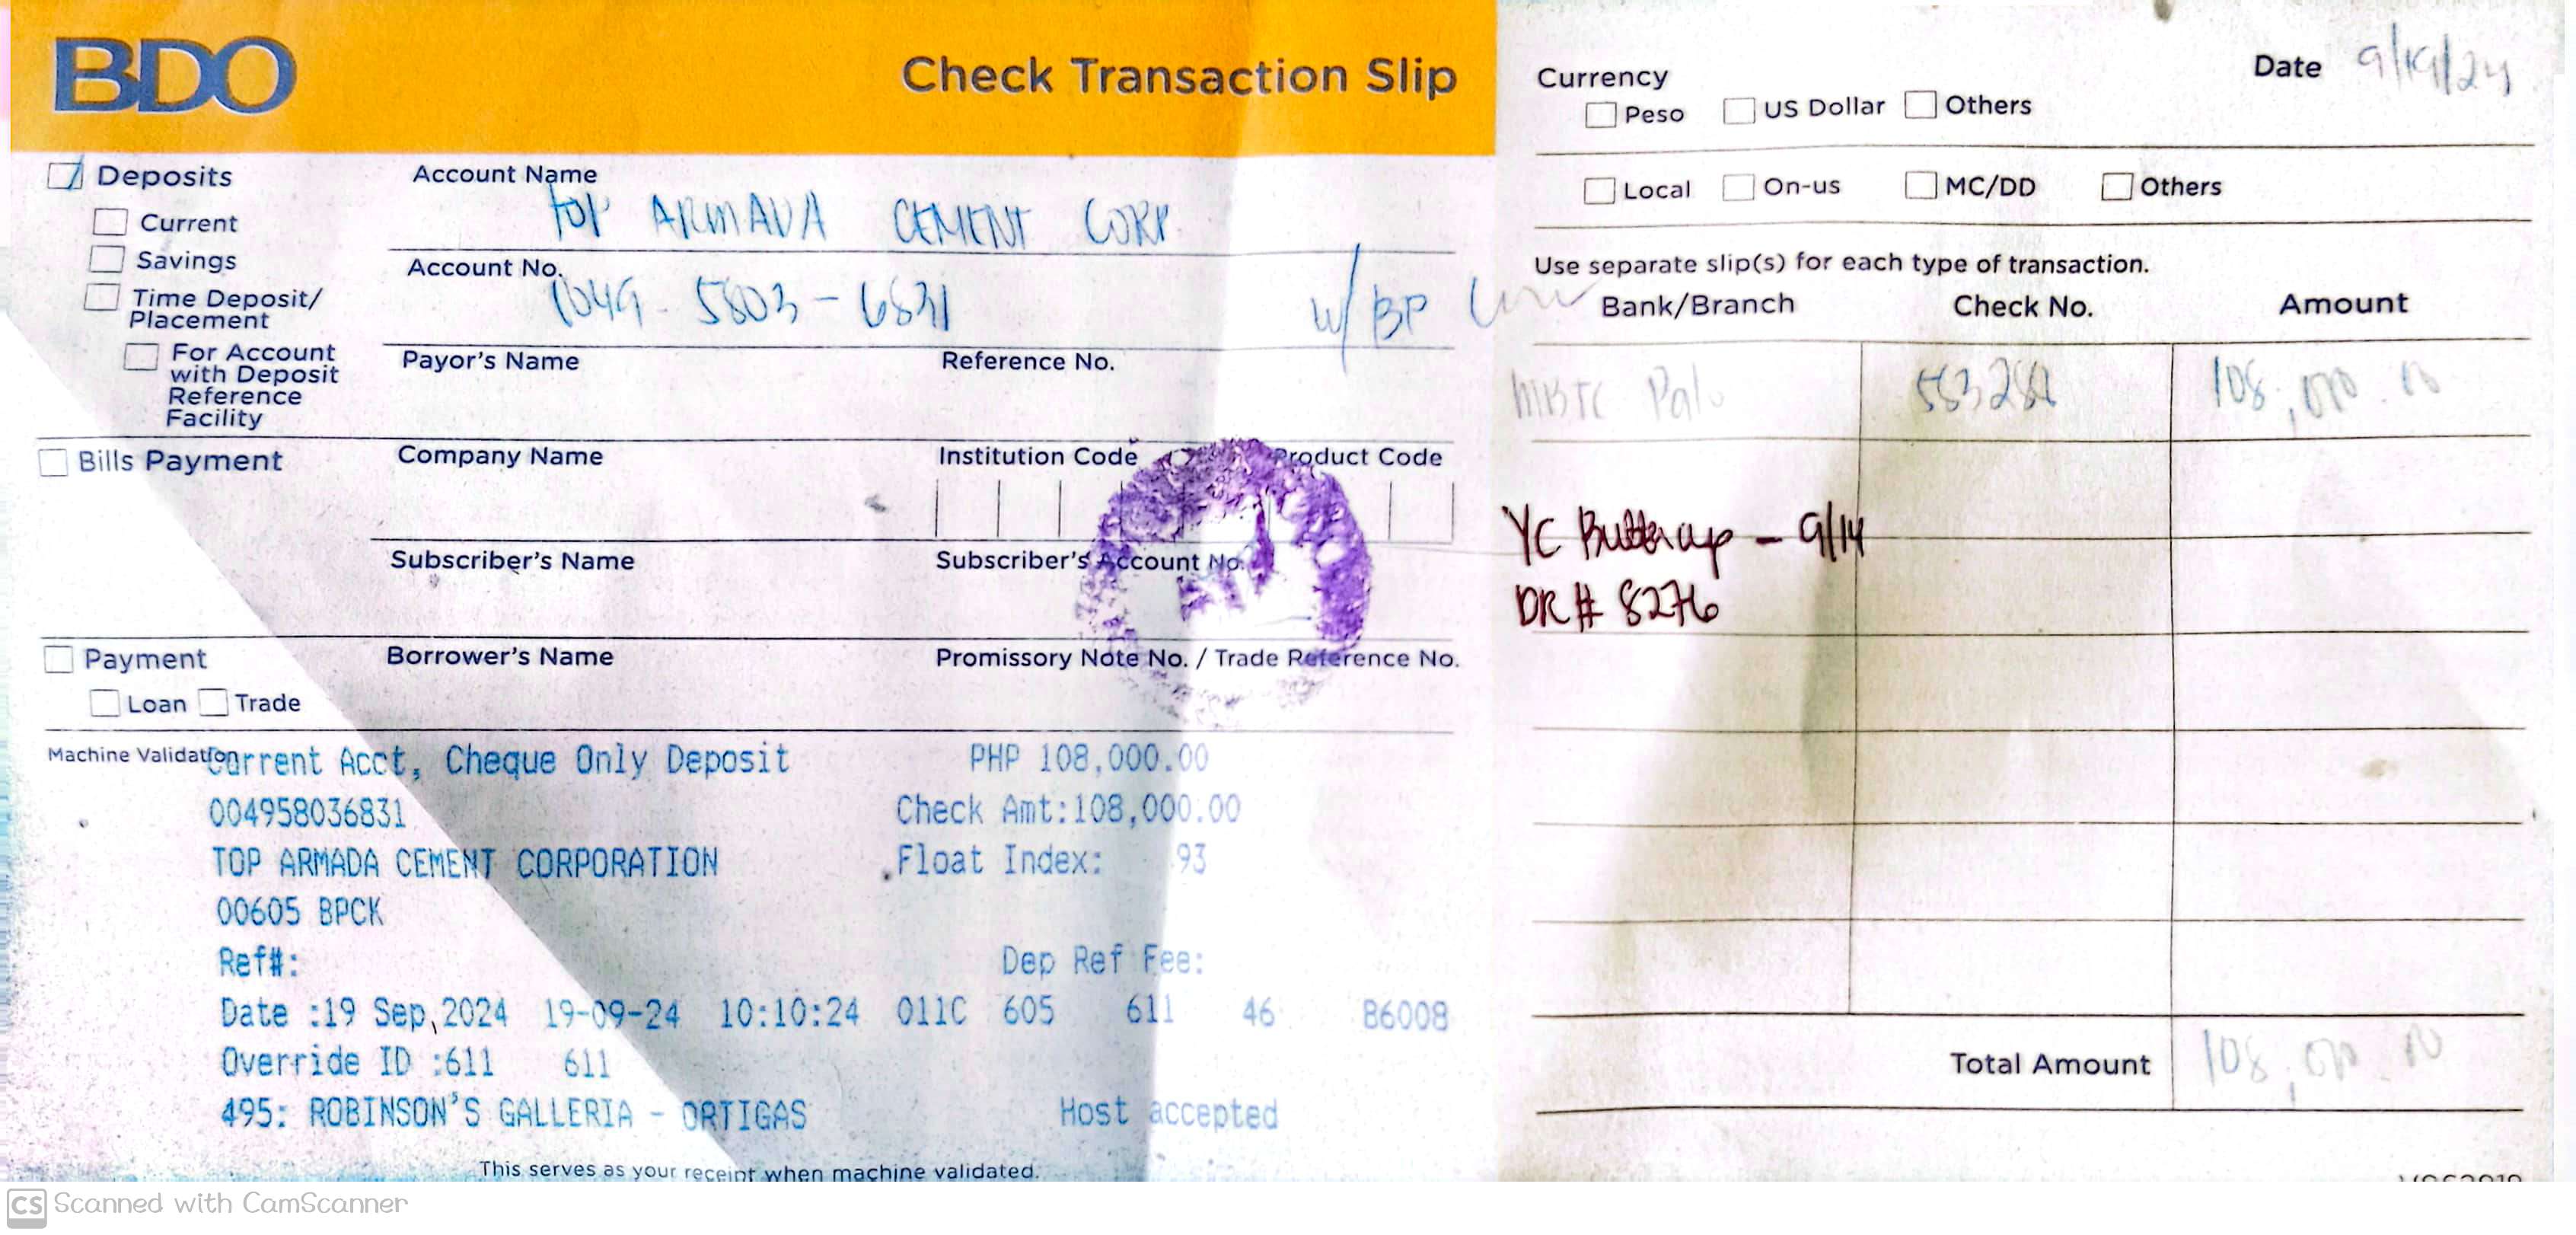 BDO
Check Transaction Slip
Deposits
Current
Savings
Time Deposit/
Placement
For Account
with Deposit
Reference
Facility
Account Name
TOP ARMADA CEMENT CORP.
Account No.
5803 - 6831
w/ BP
Payor's Name
Reference No.
Bills Payment
Company Name
Institution Code
Product Code
Subscriber's Name
Subscriber's Account No.
Payment
Loan
Trade
Borrower's Name
Promissory Note No. / Trade Reference No.
Machine Validation
Current Acct, Cheque Only Deposit PHP 108,000.00
004958036831 Check Amt:108,000.00
TOP ARMADA CEMENT CORPORATION Float Index: 93
00605 BPCK
Ref#: Dep Ref Fee:
Date :19 Sep,2024 19-09-24 10:10:24 011C 605 611 46 86008
Override ID :611 611
495: ROBINSON'S GALLERIA - ORTIGAS Host accepted
This serves as your receipt when machine validated.
Currency
Date 9/19/24
Peso
US Dollar
Others
Local
On-us
MC/DD
Others
Use separate slip(s) for each type of transaction.
Bank/Branch
Check No.
Amount
MBTC
108,000.00
YC Buttercup - 9/14
DR # 8276
Total Amount
108,000.00
CS Scanned with CamScanner